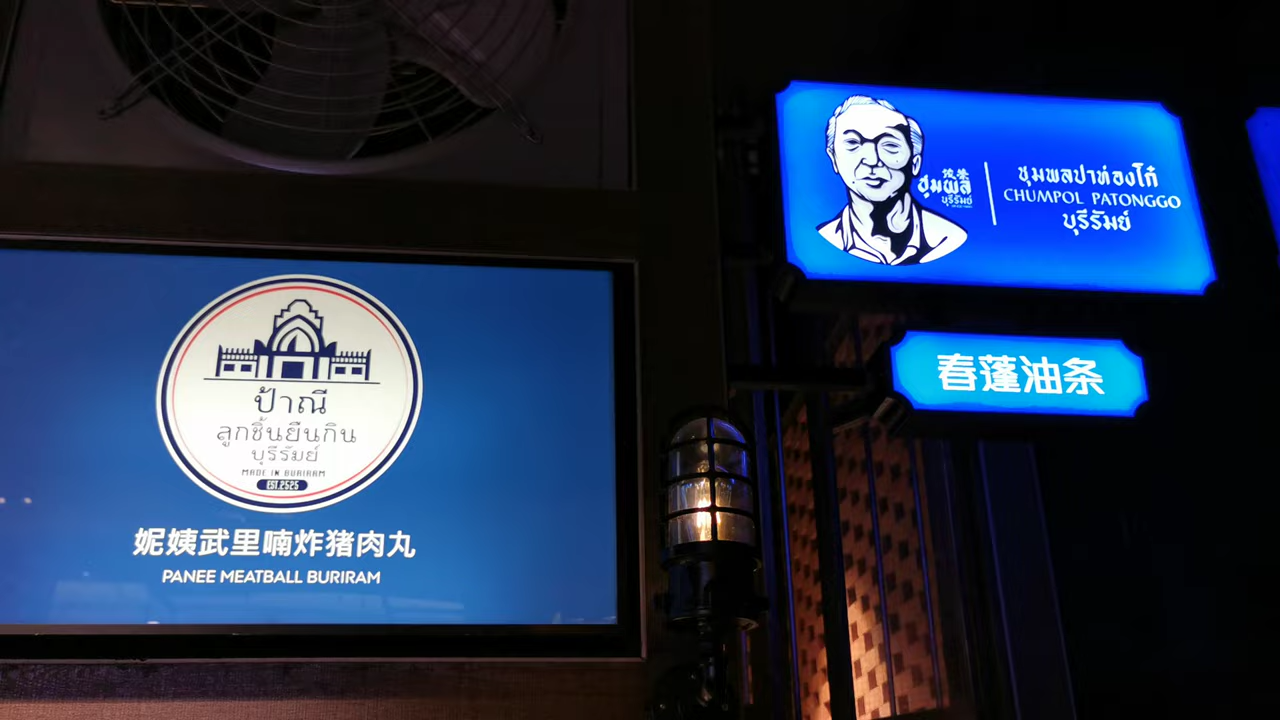 ป้าณี
ลูกชิ้นยืนกิน
บุรีรัมย์
MADE IN BURIRAM
EST.2525
妮姨武里喃炸猪肉丸
PANEE MEATBALL BURIRAM
ชุมพล
บุรีรัมย์
ชุมพลปาท่องโก๋
CHUMPOL PATONGGO
บุรีรัมย์
春蓬油条